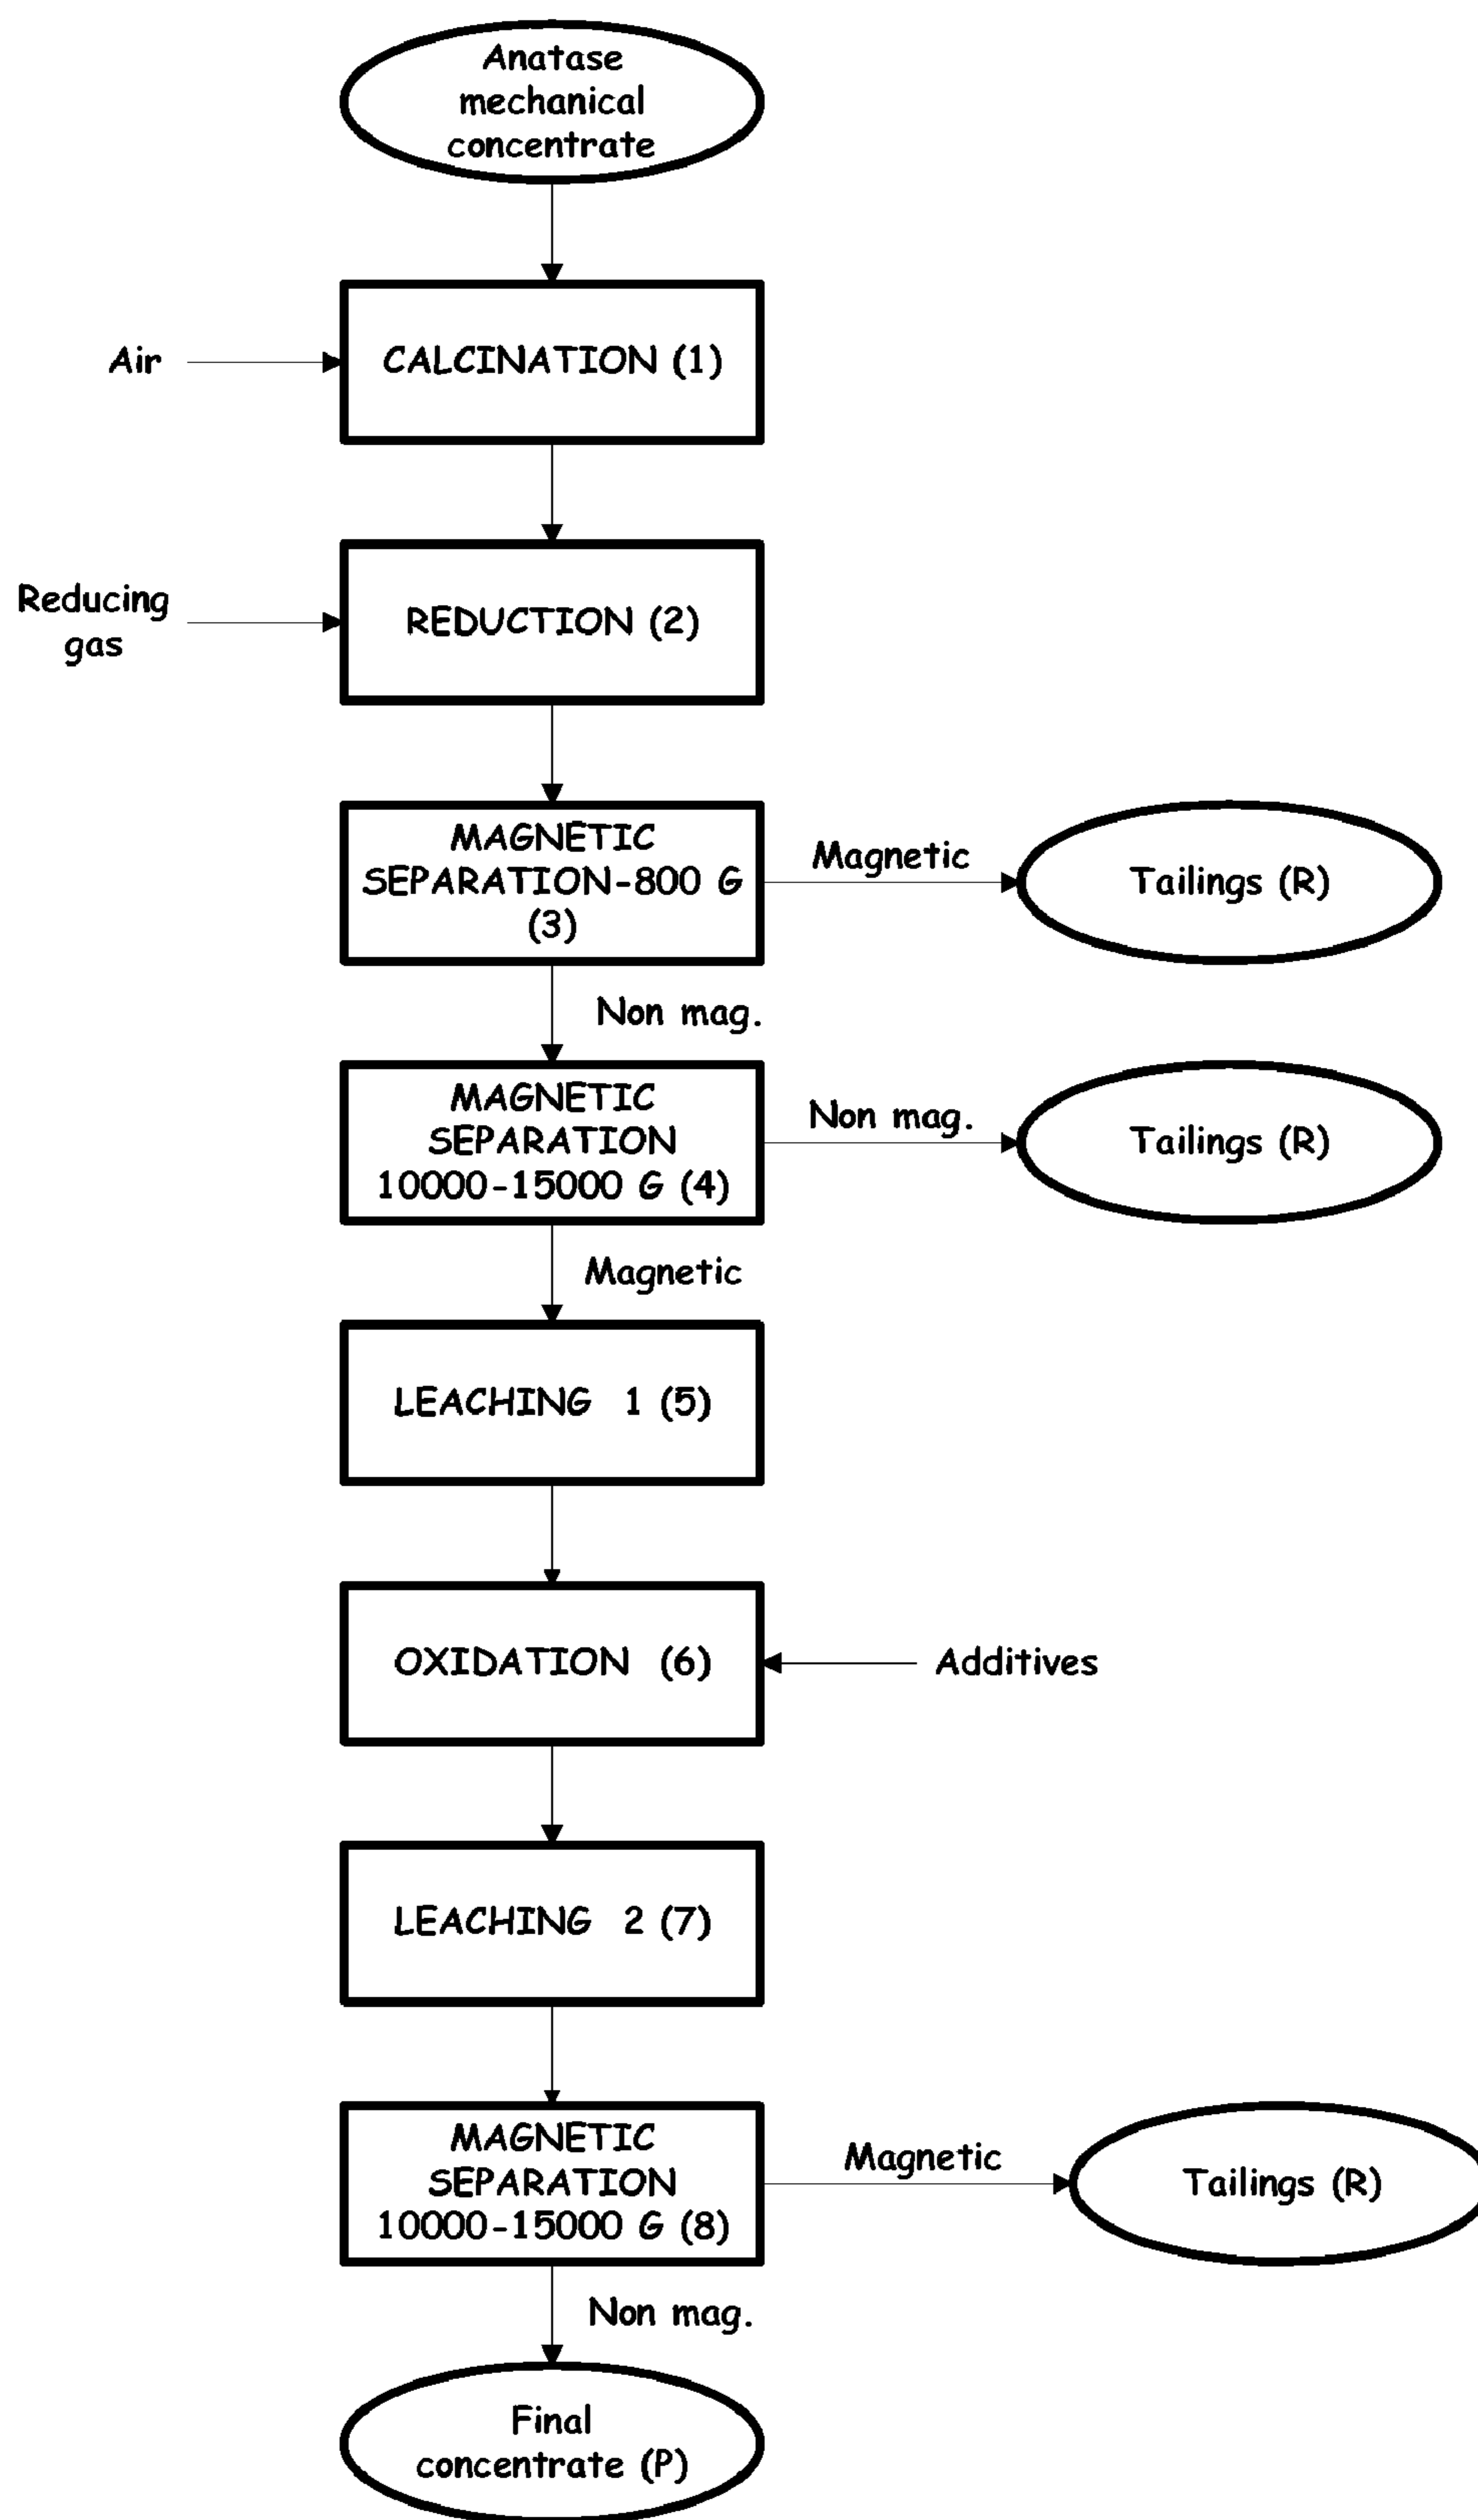 Anatase
mechanical
concentrate
Air
CALCINATION (1)
Reducing
gas
REDUCTION (2)
MAGNETIC
SEPARATION-800 G
(3)
Magnetic
Tailings (R)
Non mag.
MAGNETIC
SEPARATION
10000-15000 G (4)
Non mag.
Tailings (R)
Magnetic
LEACHING 1 (5)
OXIDATION (6)
Additives
LEACHING 2 (7)
MAGNETIC
SEPARATION
10000-15000 G (8)
Magnetic
Tailings (R)
Non mag.
Final
concentrate (P)